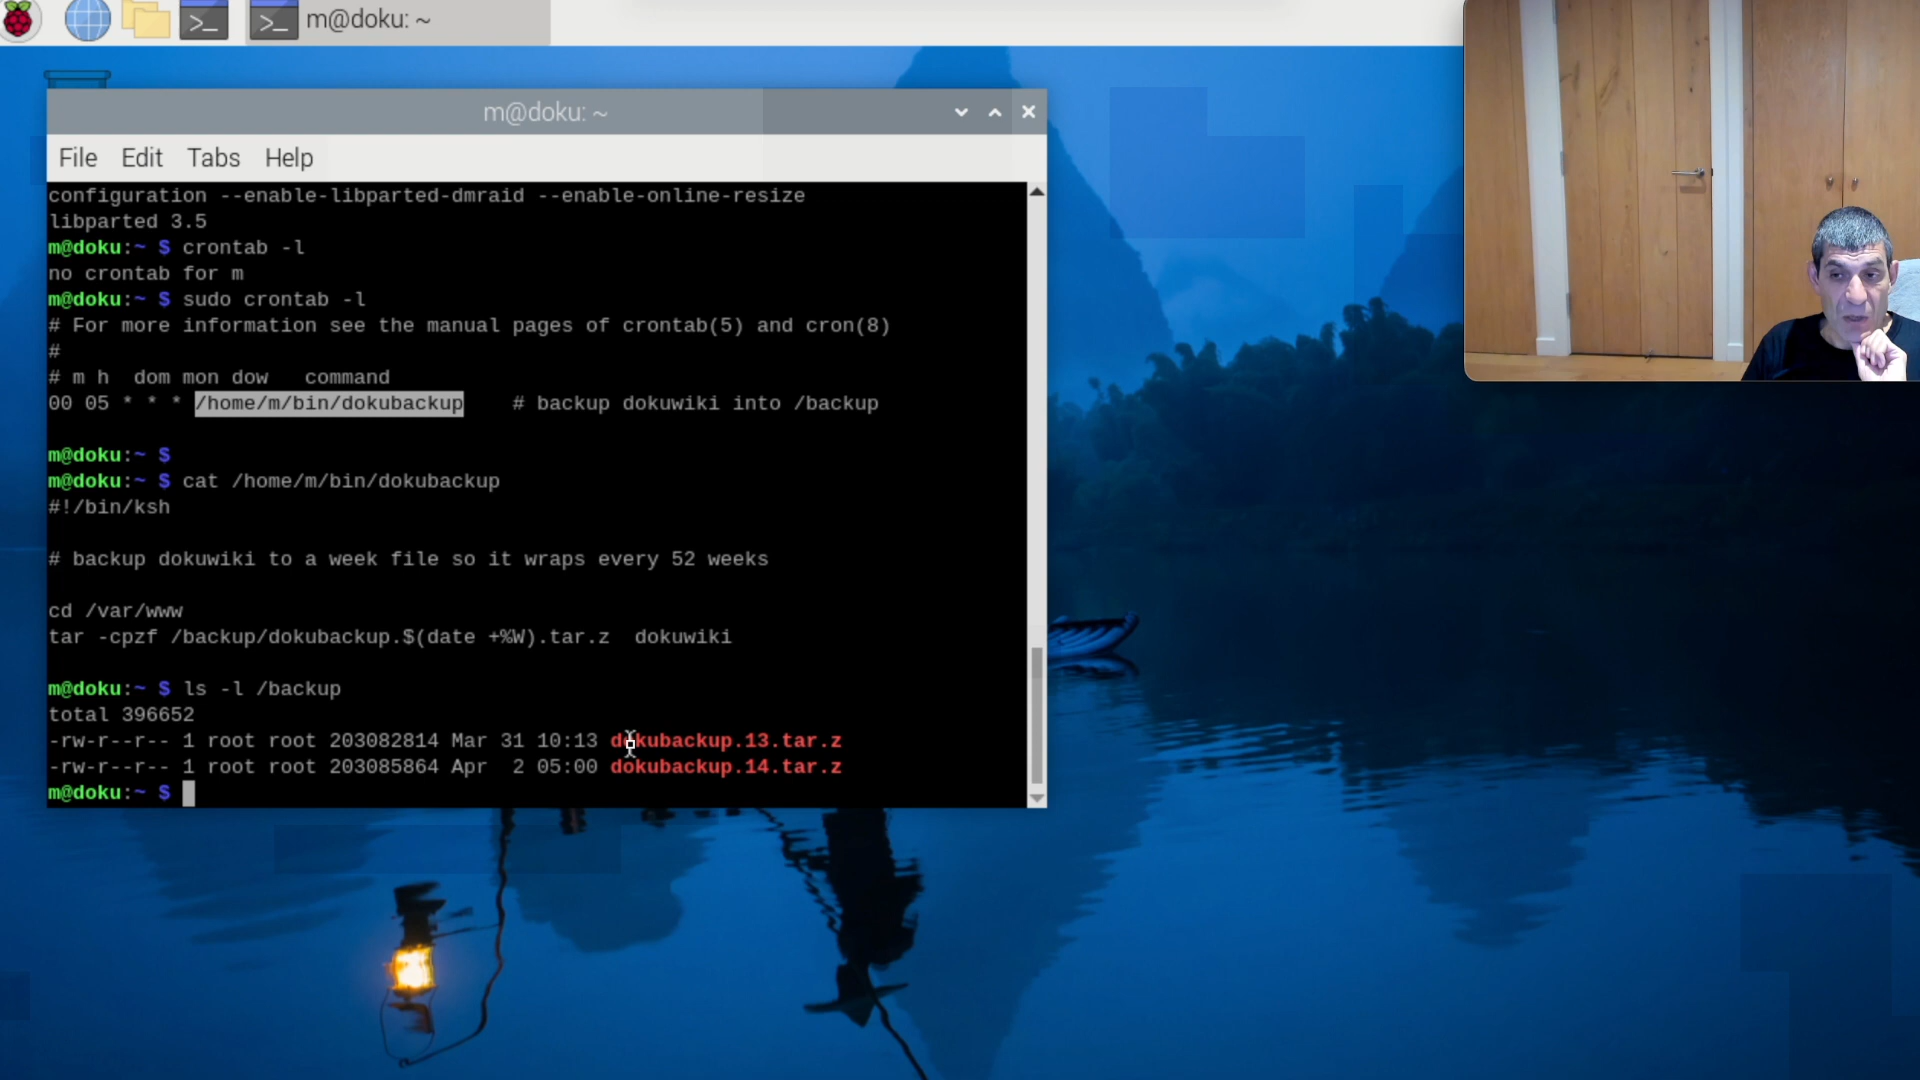 m@doku: ~
m@doku: ~
File Edit Tabs Help
configuration --enable-libparted-dmraid --enable-online-resize
libparted 3.5
m@doku:~ $ crontab -l
no crontab for m
m@doku:~ $ sudo crontab -l
# For more information see the manual pages of crontab(5) and cron(8)
#
# m h  dom mon dow   command
00 05 * * * /home/m/bin/dokubackup    # backup dokuwiki into /backup
m@doku:~ $
m@doku:~ $ cat /home/m/bin/dokubackup
#!/bin/ksh
# backup dokuwiki to a week file so it wraps every 52 weeks
cd /var/www
tar -cpzf /backup/dokubackup.$(date +%W).tar.z  dokuwiki
m@doku:~ $ ls -l /backup
total 396652
-rw-r--r-- 1 root root 203082814 Mar 31 10:13 dokubackup.13.tar.z
-rw-r--r-- 1 root root 203085864 Apr  2 05:00 dokubackup.14.tar.z
m@doku:~ $